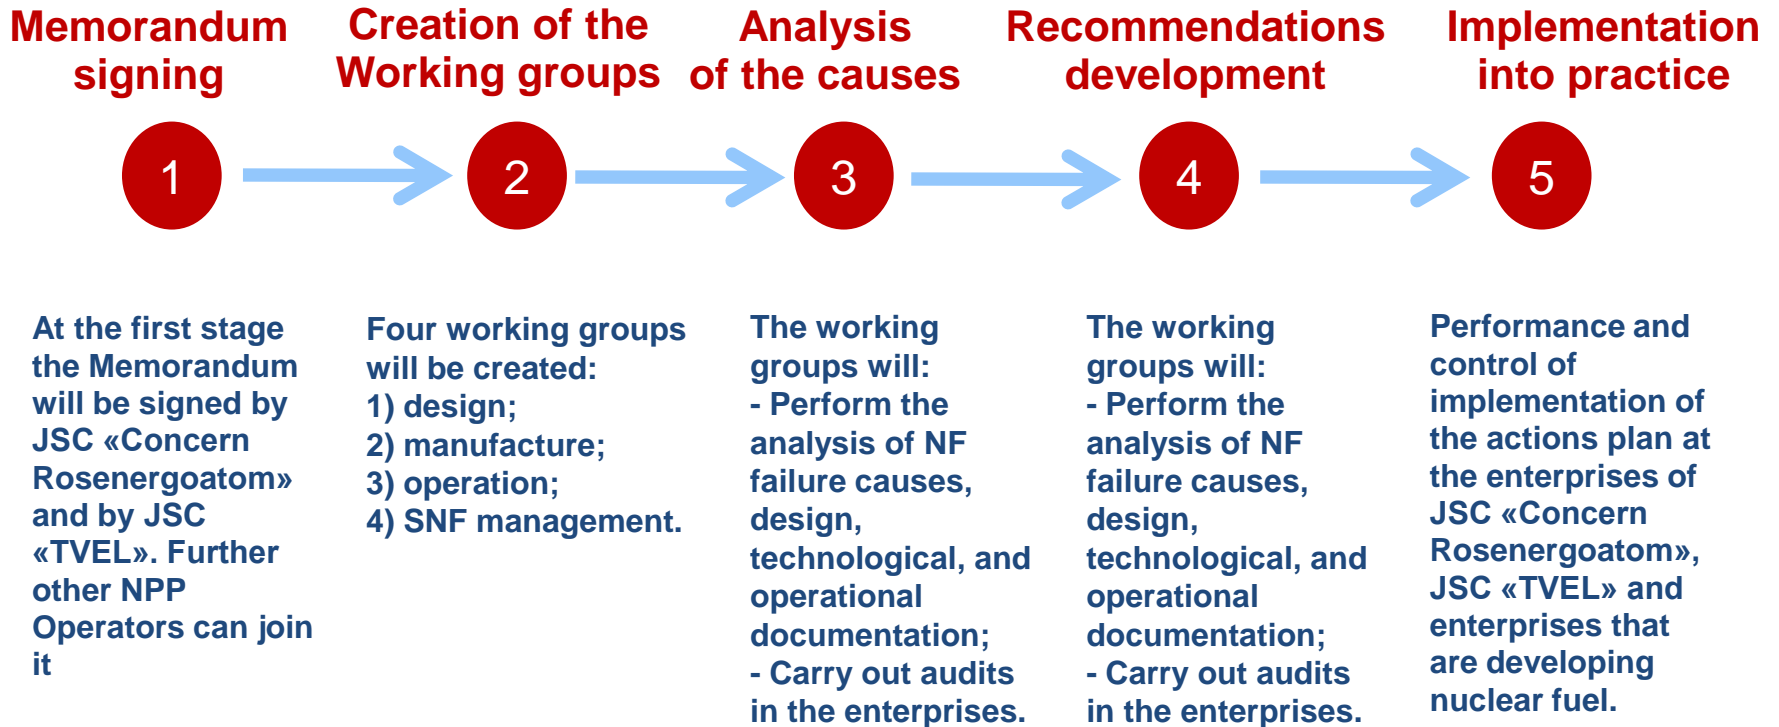 Memorandum
signing
Creation of the
Working groups
Analysis
of the causes
Recommendations
development
Implementation
into practice
1
2
3
4
5
At the first stage
the Memorandum
will be signed by
JSC «Concern
Rosenergoatom»
and by JSC
«TVEL». Further
other NPP
Operators can join
it
Four working groups
will be created:
1) design;
2) manufacture;
3) operation;
4) SNF management.
The working
groups will:
- Perform the
analysis of NF
failure causes,
design,
technological, and
operational
documentation;
- Carry out audits
in the enterprises.
The working
groups will:
- Perform the
analysis of NF
failure causes,
design,
technological, and
operational
documentation;
- Carry out audits
in the enterprises.
Performance and
control of
implementation of
the actions plan at
the enterprises of
JSC «Concern
Rosenergoatom»,
JSC «TVEL» and
enterprises that
are developing
nuclear fuel.